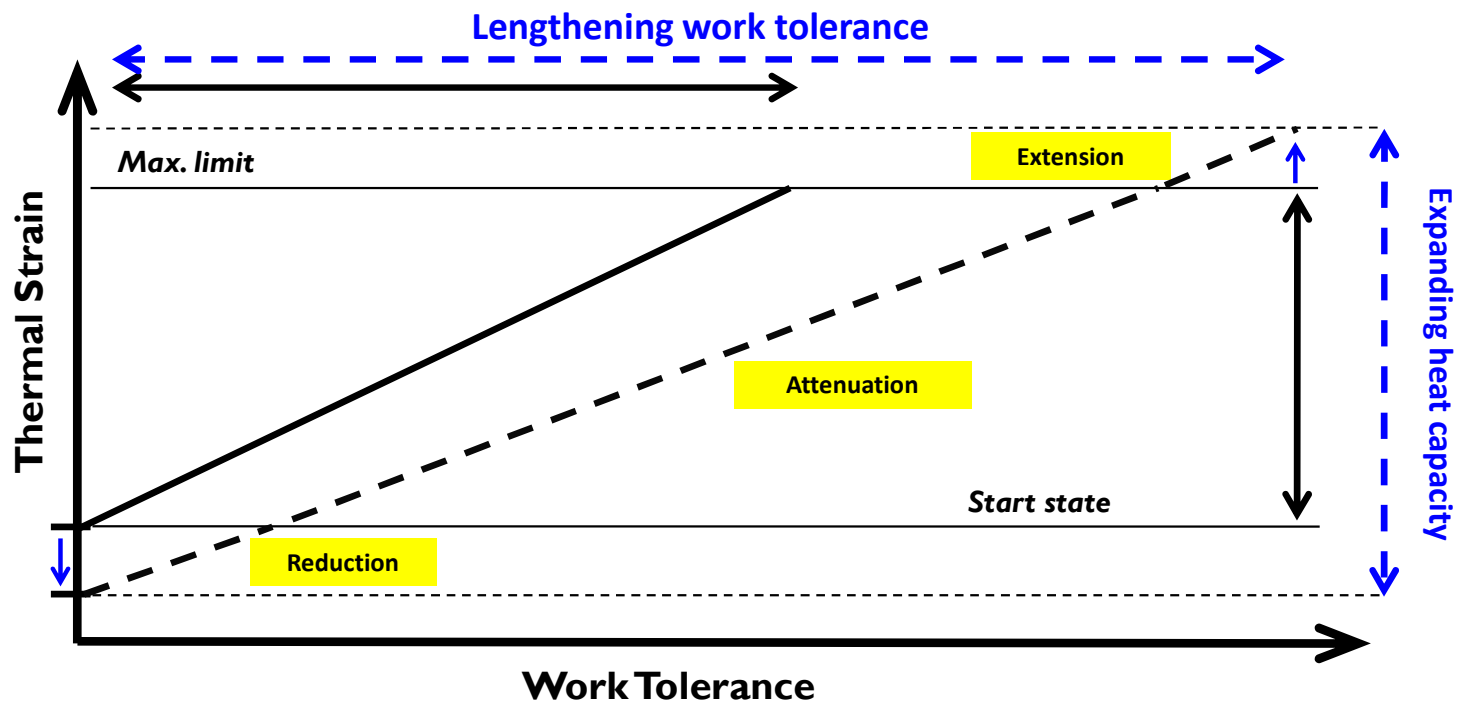 Lengthening work tolerance
Max. limit
Extension
Thermal Strain
Expanding heat capacity
Attenuation
Start state
Reduction
Work Tolerance